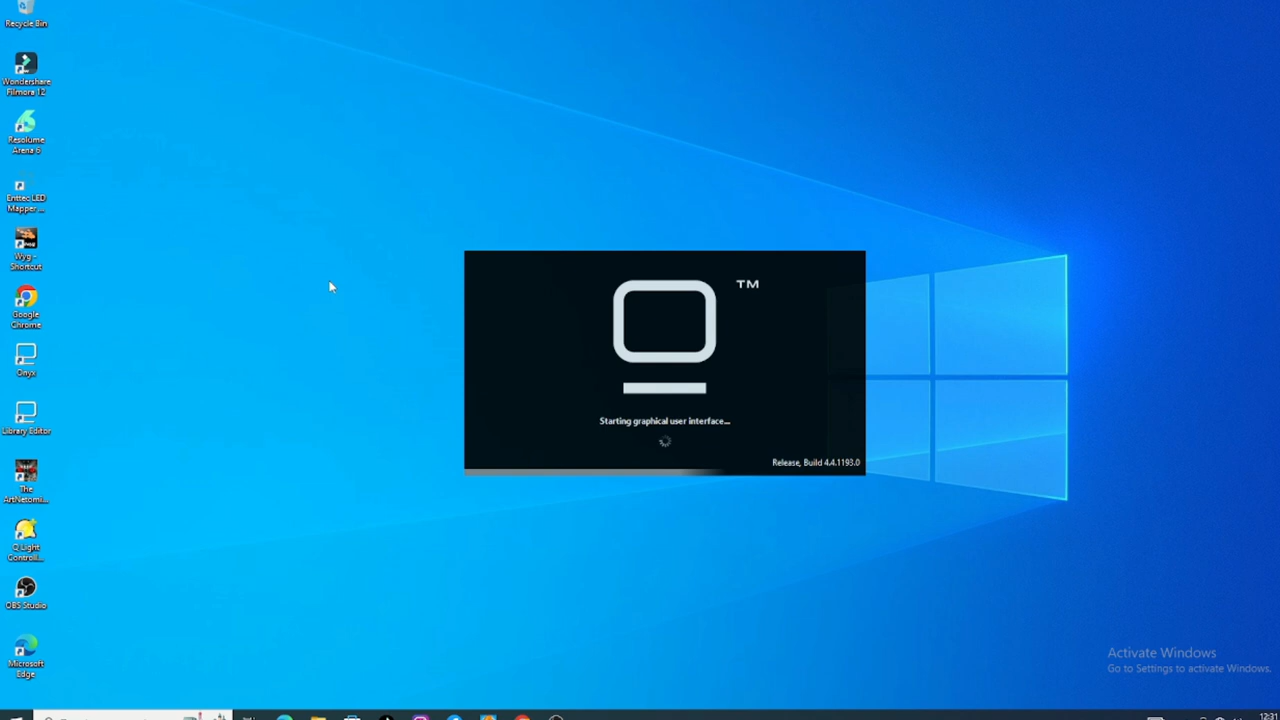 Recycle Bin
Wondershare
Filmora 12
Resolume
Arena 6
Enttec LED
Mapper ...
Wyg -
Shortcut
Google
Chrome
Onyx
Library Editor
The
ArtNetomi...
Q Light
Controll...
OBS Studio
Microsoft
Edge
TM
Starting graphical user interface...
Release, Build 4.4.1193.0
Activate Windows
Go to Settings to activate Windows.